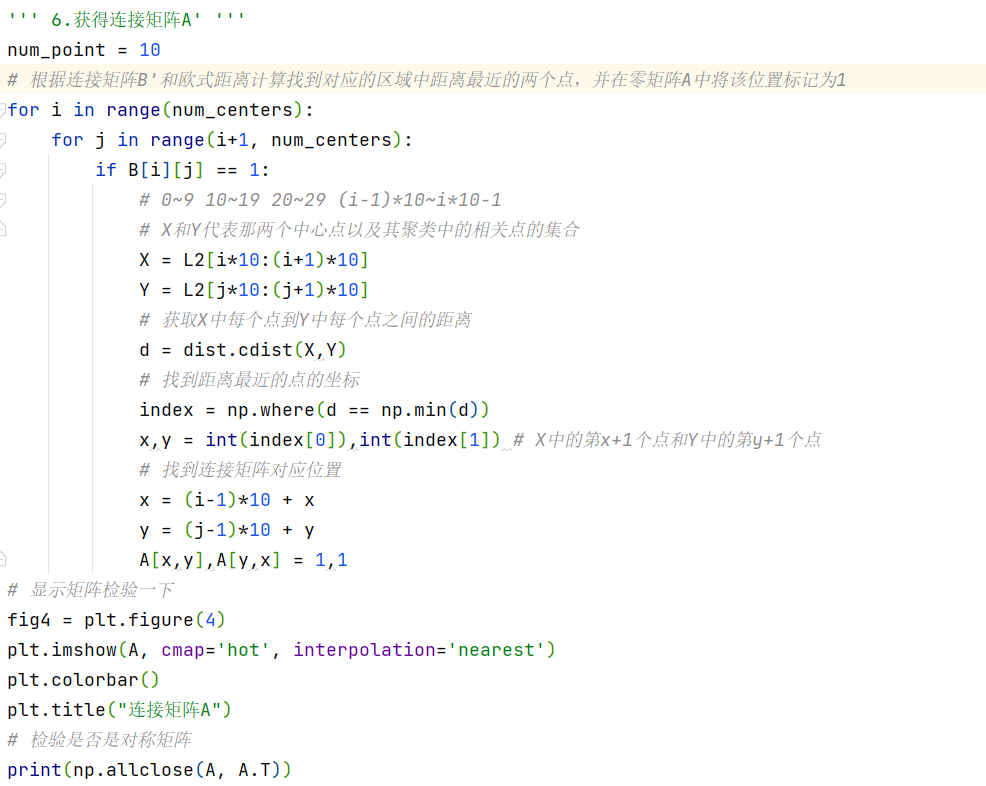 ''' 6.获得连接矩阵A' '''
num_point = 10
# 根据连接矩阵B'和欧式距离计算找到对应的区域中距离最近的两个点，并在零矩阵A中将该位置标记为1
for i in range(num_centers):
    for j in range(i+1, num_centers):
        if B[i][j] == 1:
            # 0~9 10~19 20~29 (i-1)*10~i*10-1
            # X和Y代表那两个中心点以及其聚类中的相关点的集合
            X = L2[i*10:(i+1)*10]
            Y = L2[j*10:(j+1)*10]
            # 获取X中每个点到Y中每个点之间的距离
            d = dist.cdist(X,Y)
            # 找到距离最近的点的坐标
            index = np.where(d == np.min(d))
            x,y = int(index[0]),int(index[1]) # X中的第x+1个点和Y中的第y+1个点
            # 找到连接矩阵对应位置
            x = (i-1)*10 + x
            y = (j-1)*10 + y
            A[x,y],A[y,x] = 1,1
# 显示矩阵检验一下
fig4 = plt.figure(4)
plt.imshow(A, cmap='hot', interpolation='nearest')
plt.colorbar()
plt.title("连接矩阵A")
# 检验是否是对称矩阵
print(np.allclose(A, A.T))